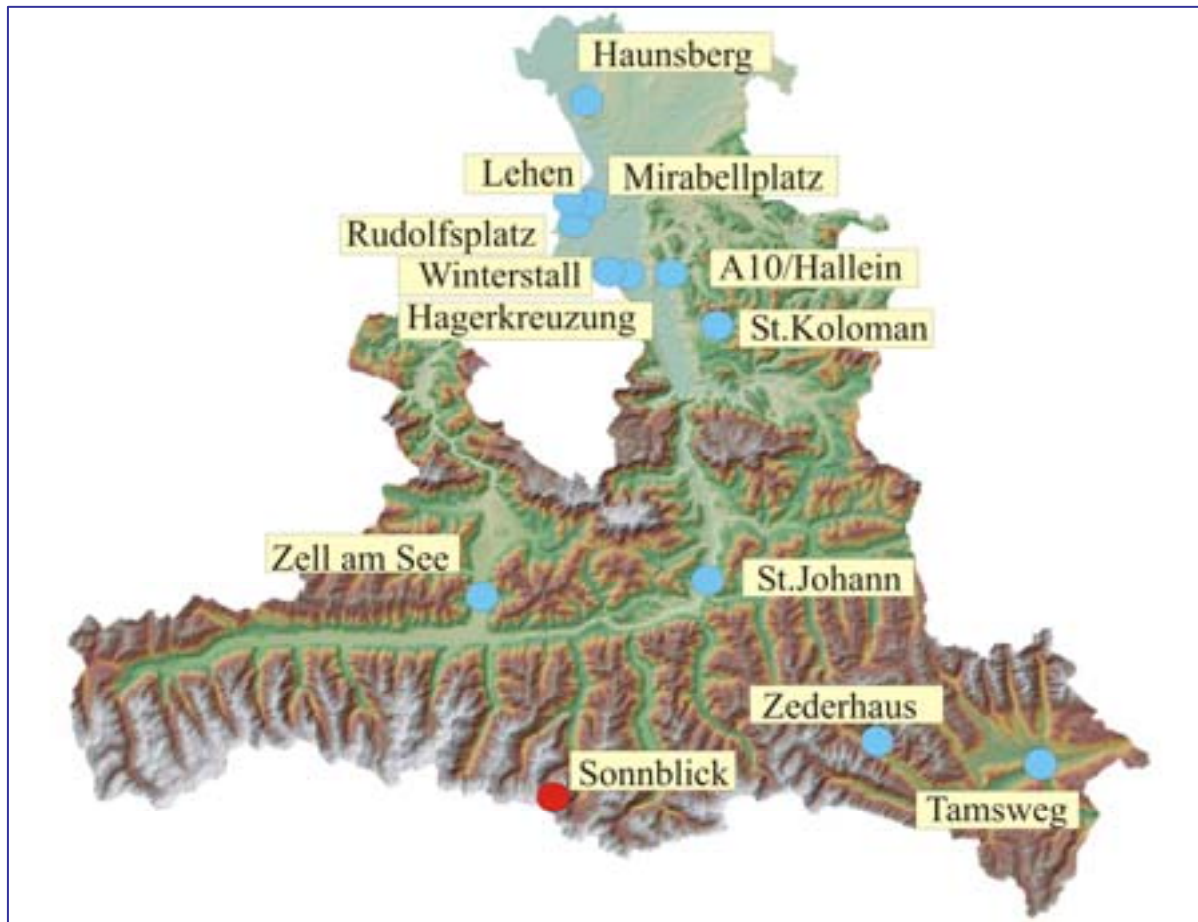 Haunsberg
Lehen
Mirabellplatz
Rudolfsplatz
Winterstall
A10/Hallein
Hagerkreuzung
St.Koloman
Zell am See
St.Johann
Zederhaus
Sonnblick
Tamsweg